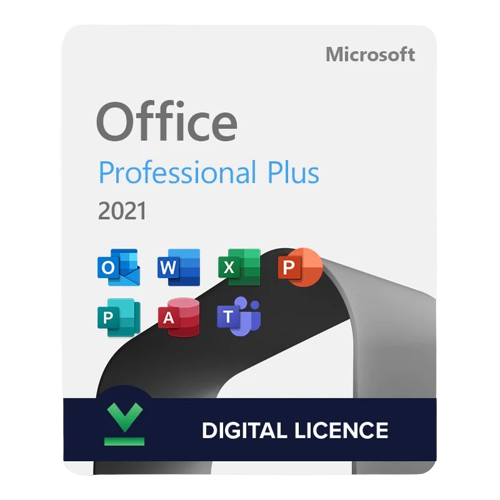 Microsoft
Office
Professional Plus
2021
O W X P
P A T
DIGITAL LICENCE